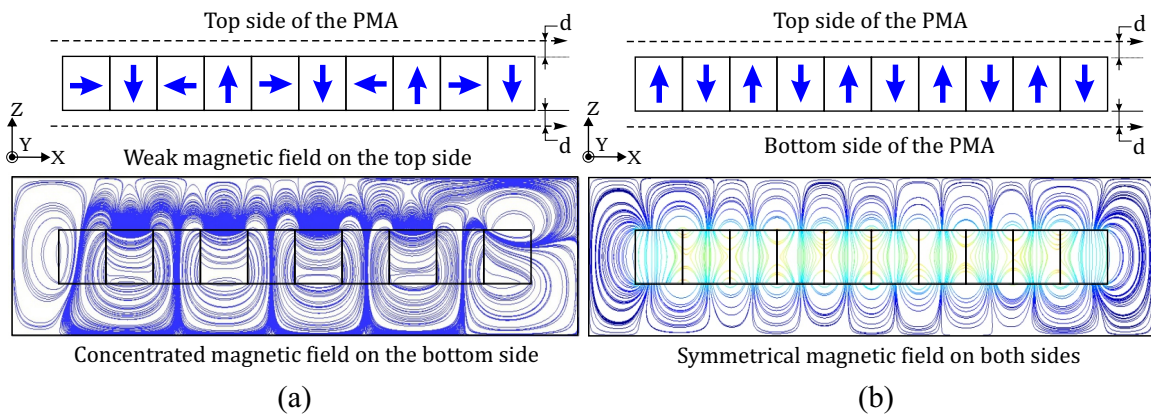 Top side of the PMA
d
Z
Y
X
d
Weak magnetic field on the top side
Concentrated magnetic field on the bottom side
(a)
Top side of the PMA
d
Z
Y
X
d
Bottom side of the PMA
Symmetrical magnetic field on both sides
(b)